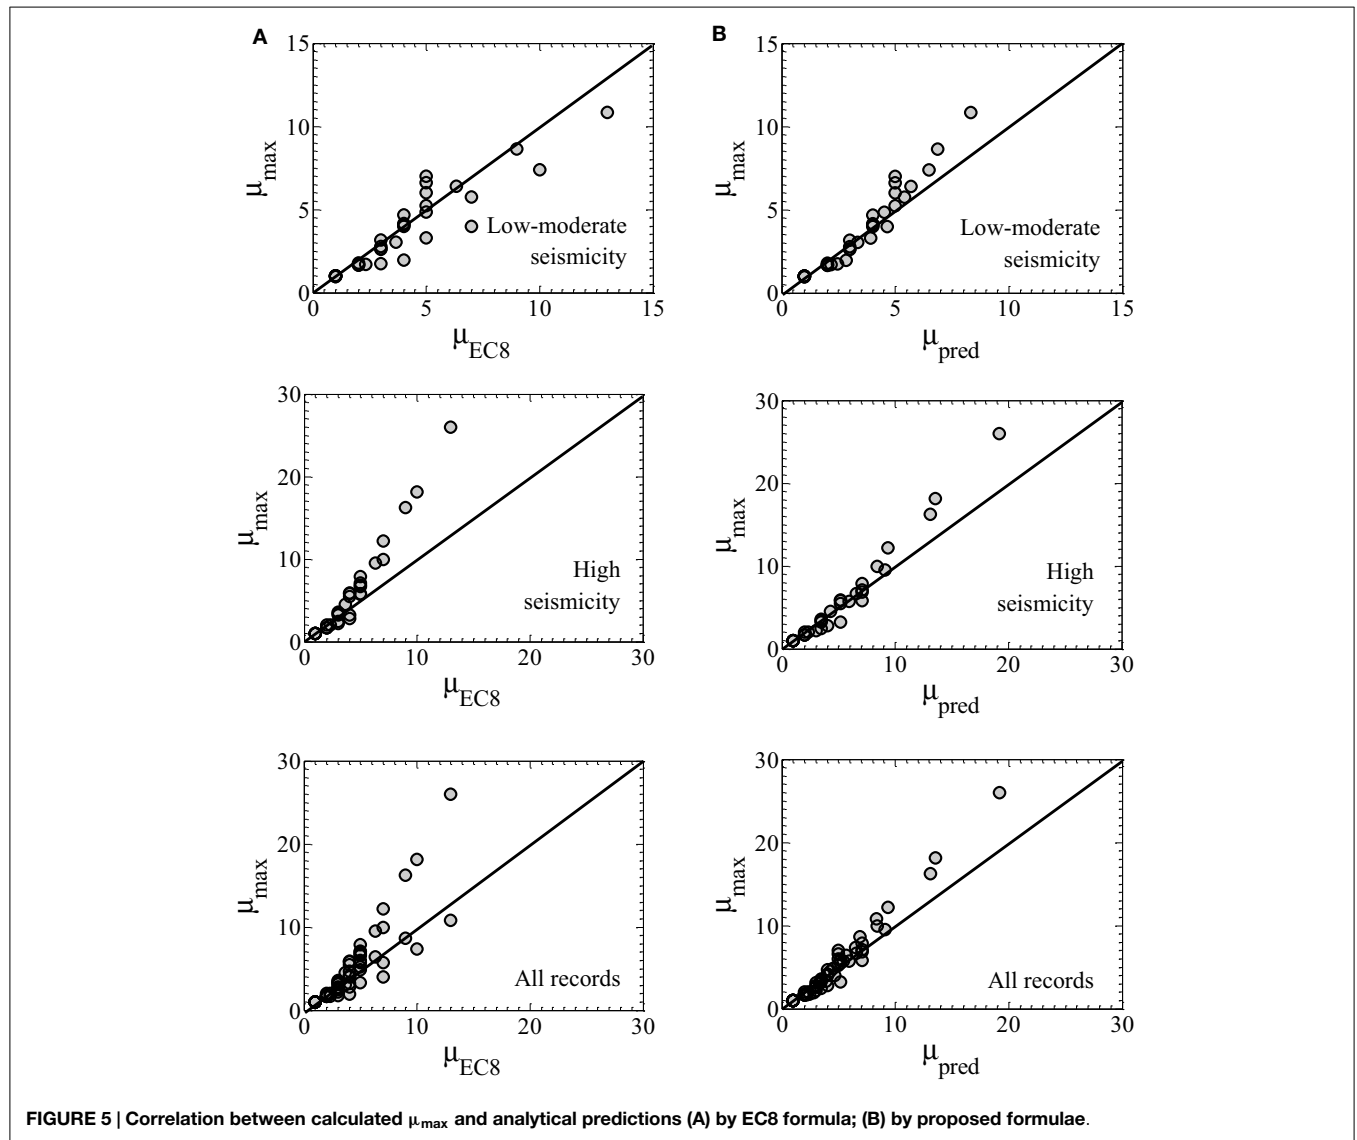 A
15
10
5
0
0 5 10 15
μmax
μEC8
Low-moderate
seismicity
B
15
10
5
0
0 5 10 15
μmax
μpred
Low-moderate
seismicity
30
20
10
0
0 10 20 30
μmax
μEC8
High
seismicity
30
20
10
0
0 10 20 30
μmax
μpred
High
seismicity
30
20
10
0
0 10 20 30
μmax
μEC8
All records
30
20
10
0
0 10 20 30
μmax
μpred
All records
FIGURE 5 | Correlation between calculated μmax and analytical predictions (A) by EC8 formula; (B) by proposed formulae.